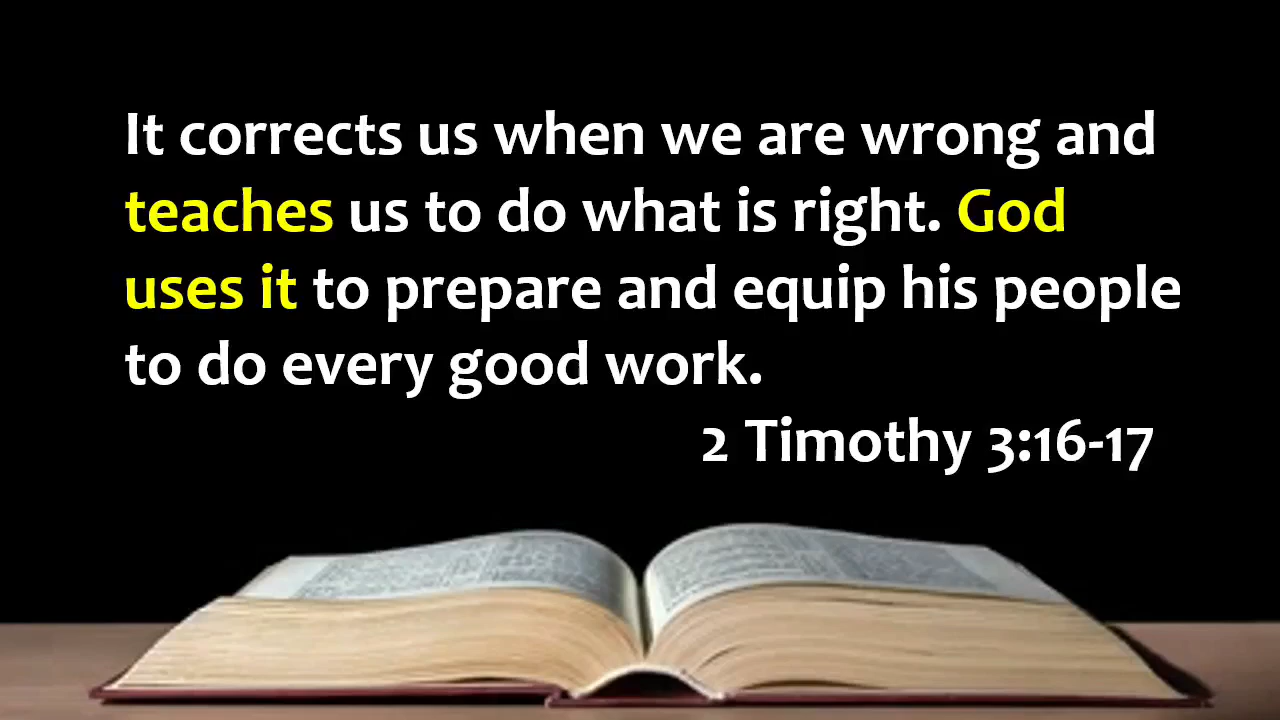 It corrects us when we are wrong and
teaches us to do what is right. God
uses it to prepare and equip his people
to do every good work.
2 Timothy 3:16-17